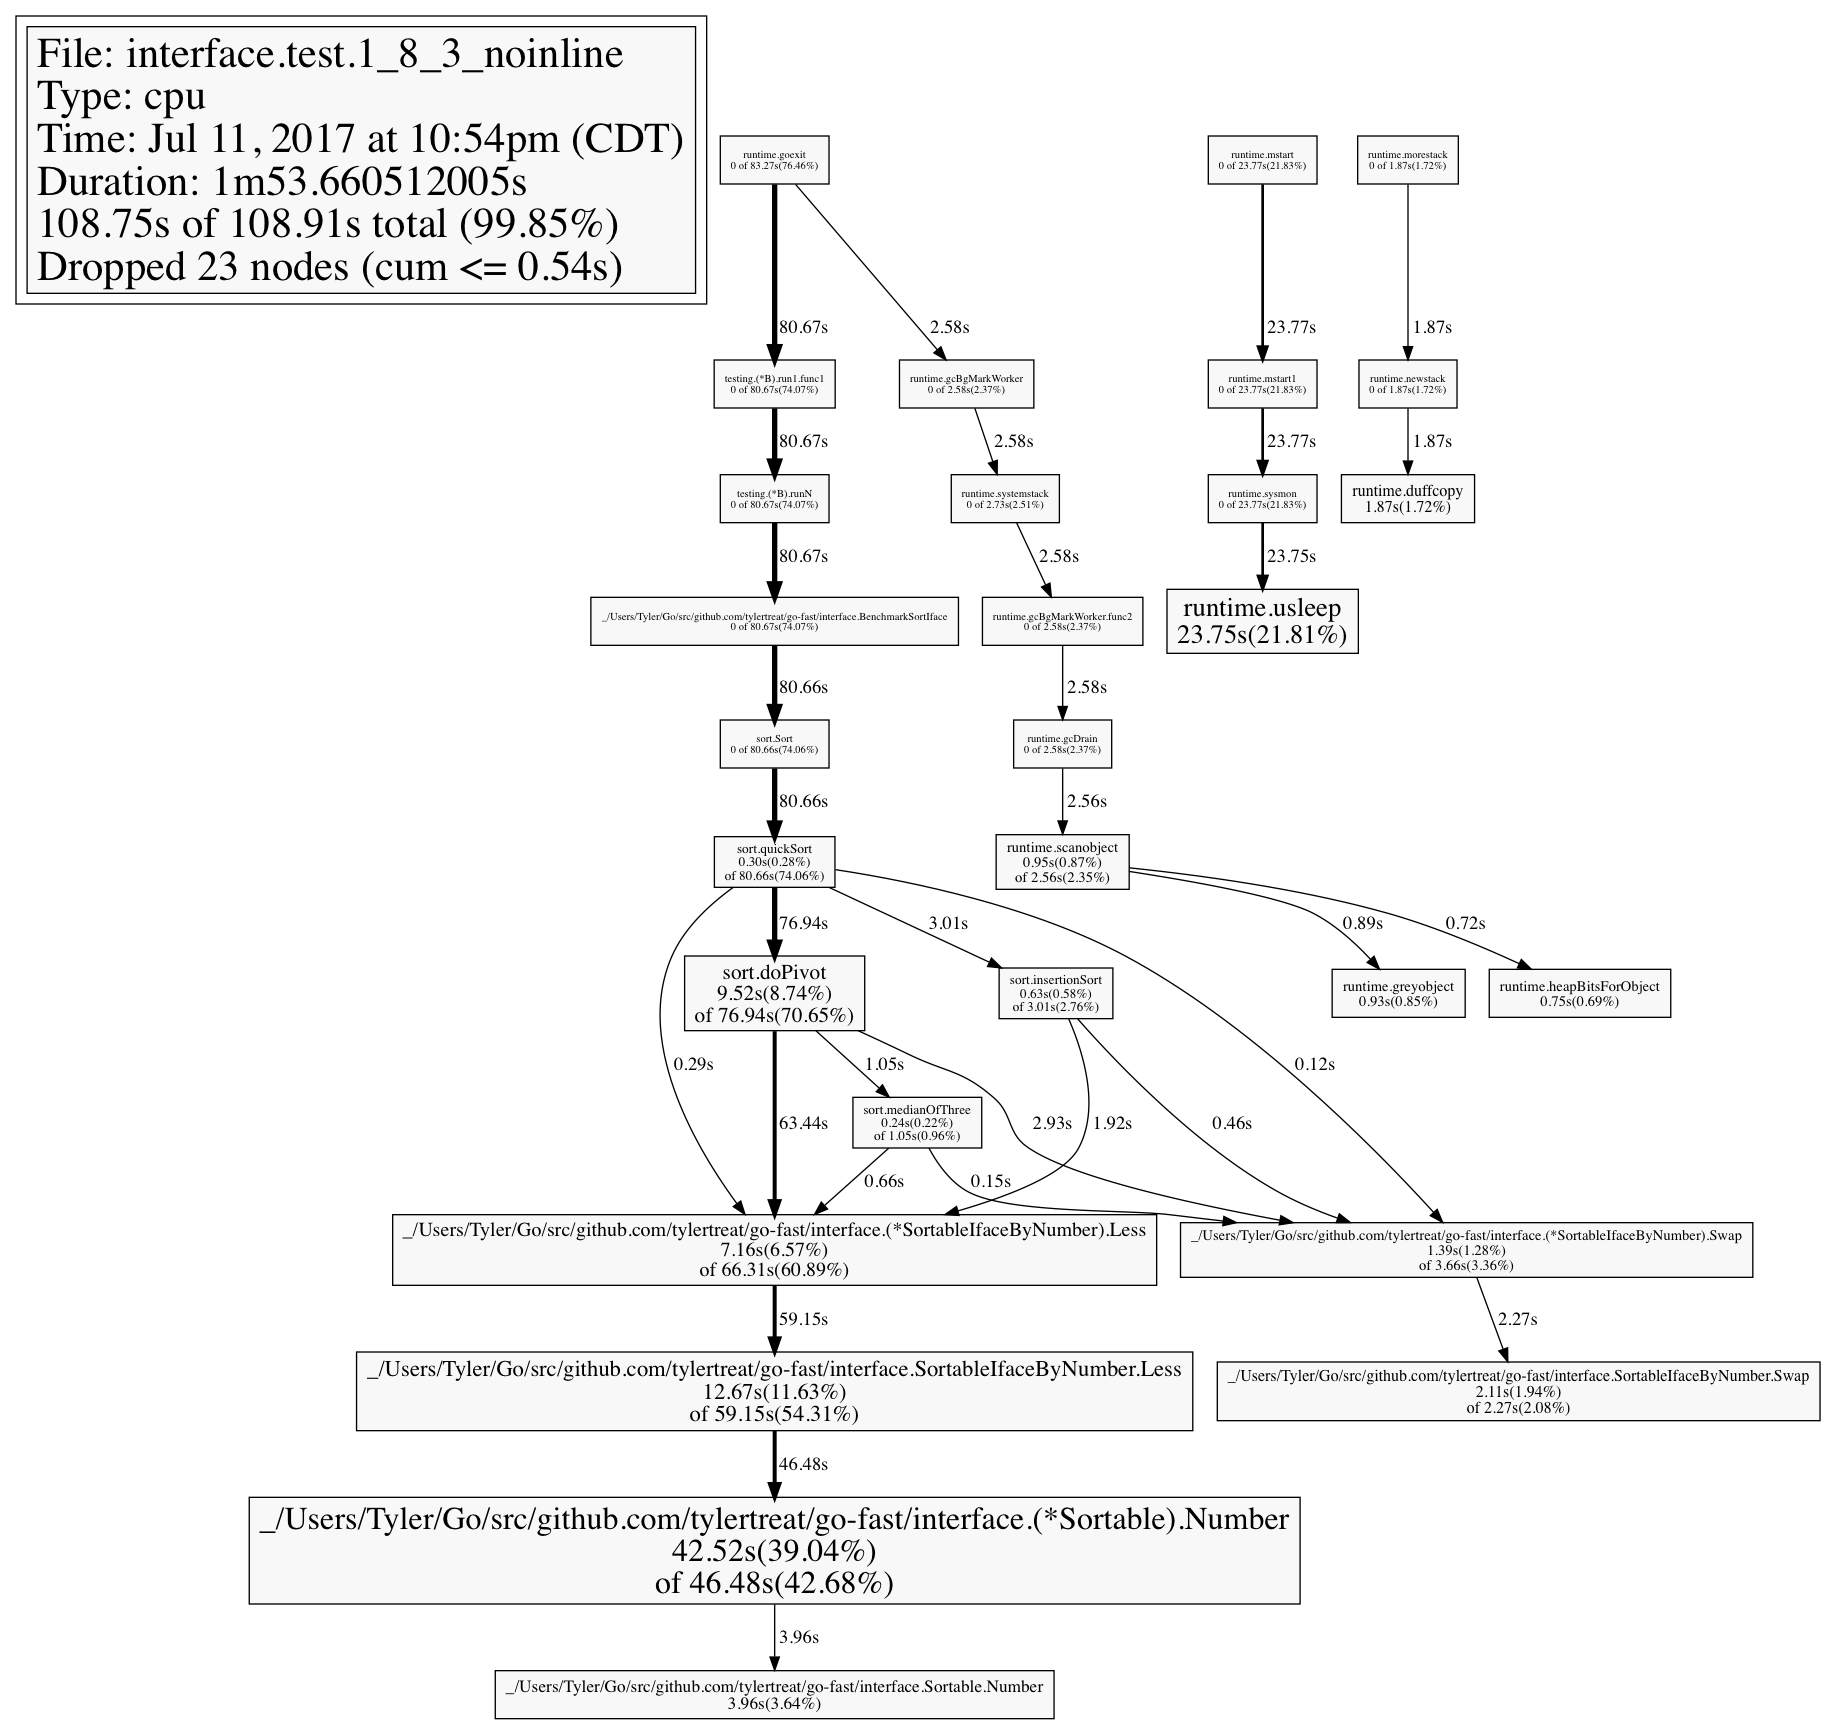 File: interface.test.1_8_3_noinline
Type: cpu
Time: Jul 11, 2017 at 10:54pm (CDT)
Duration: 1m53.660512005s
108.75s of 108.91s total (99.85%)
Dropped 23 nodes (cum <= 0.54s)
runtime.goexit
0 of 83.27s(76.46%)
runtime.mstart
0 of 23.77s(21.83%)
runtime.morestack
0 of 1.87s(1.72%)
80.67s
2.58s
23.77s
1.87s
testing.(*B).run1.func1
0 of 80.67s(74.07%)
runtime.gcBgMarkWorker
0 of 2.58s(2.37%)
runtime.mstart1
0 of 23.77s(21.83%)
runtime.newstack
0 of 1.87s(1.72%)
80.67s
2.58s
23.77s
1.87s
testing.(*B).runN
0 of 80.67s(74.07%)
runtime.systemstack
0 of 2.73s(2.51%)
runtime.sysmon
0 of 23.77s(21.83%)
runtime.duffcopy
1.87s(1.72%)
80.67s
2.58s
23.75s
_/Users/Tyler/Go/src/github.com/tylertreat/go-fast/interface.BenchmarkSortIface
0 of 80.67s(74.07%)
runtime.gcBgMarkWorker.func2
0 of 2.58s(2.37%)
runtime.usleep
23.75s(21.81%)
80.66s
2.58s
sort.Sort
0 of 80.66s(74.06%)
runtime.gcDrain
0 of 2.58s(2.37%)
80.66s
2.56s
sort.quickSort
0.30s(0.28%)
of 80.66s(74.06%)
runtime.scanobject
0.95s(0.87%)
of 2.56s(2.35%)
76.94s
3.01s
0.89s
0.72s
sort.doPivot
9.52s(8.74%)
of 76.94s(70.65%)
sort.insertionSort
0.63s(0.58%)
of 3.01s(2.76%)
runtime.greyobject
0.93s(0.85%)
runtime.heapBitsForObject
0.75s(0.69%)
0.29s
1.05s
0.12s
sort.medianOfThree
0.24s(0.22%)
of 1.05s(0.96%)
63.44s
2.93s
1.92s
0.46s
0.66s
0.15s
_/Users/Tyler/Go/src/github.com/tylertreat/go-fast/interface.(*SortableIfaceByNumber).Less
7.16s(6.57%)
of 66.31s(60.89%)
_/Users/Tyler/Go/src/github.com/tylertreat/go-fast/interface.(*SortableIfaceByNumber).Swap
1.39s(1.28%)
of 3.66s(3.36%)
59.15s
2.27s
_/Users/Tyler/Go/src/github.com/tylertreat/go-fast/interface.SortableIfaceByNumber.Less
12.67s(11.63%)
of 59.15s(54.31%)
_/Users/Tyler/Go/src/github.com/tylertreat/go-fast/interface.SortableIfaceByNumber.Swap
2.11s(1.94%)
of 2.27s(2.08%)
46.48s
_/Users/Tyler/Go/src/github.com/tylertreat/go-fast/interface.(*Sortable).Number
42.52s(39.04%)
of 46.48s(42.68%)
3.96s
_/Users/Tyler/Go/src/github.com/tylertreat/go-fast/interface.Sortable.Number
3.96s(3.64%)